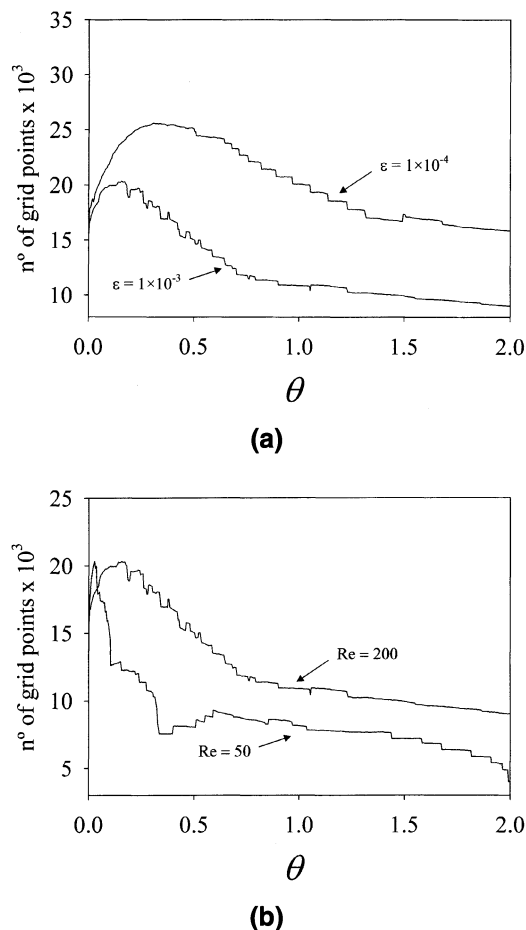 35
30
25
20
15
10
nº of grid points x 10³
ε = 1×10⁻⁴
ε = 1×10⁻³
0.0 0.5 1.0 1.5 2.0
θ
(a)
25
20
15
10
5
nº of grid points x 10³
Re = 200
Re = 50
0.0 0.5 1.0 1.5 2.0
θ
(b)